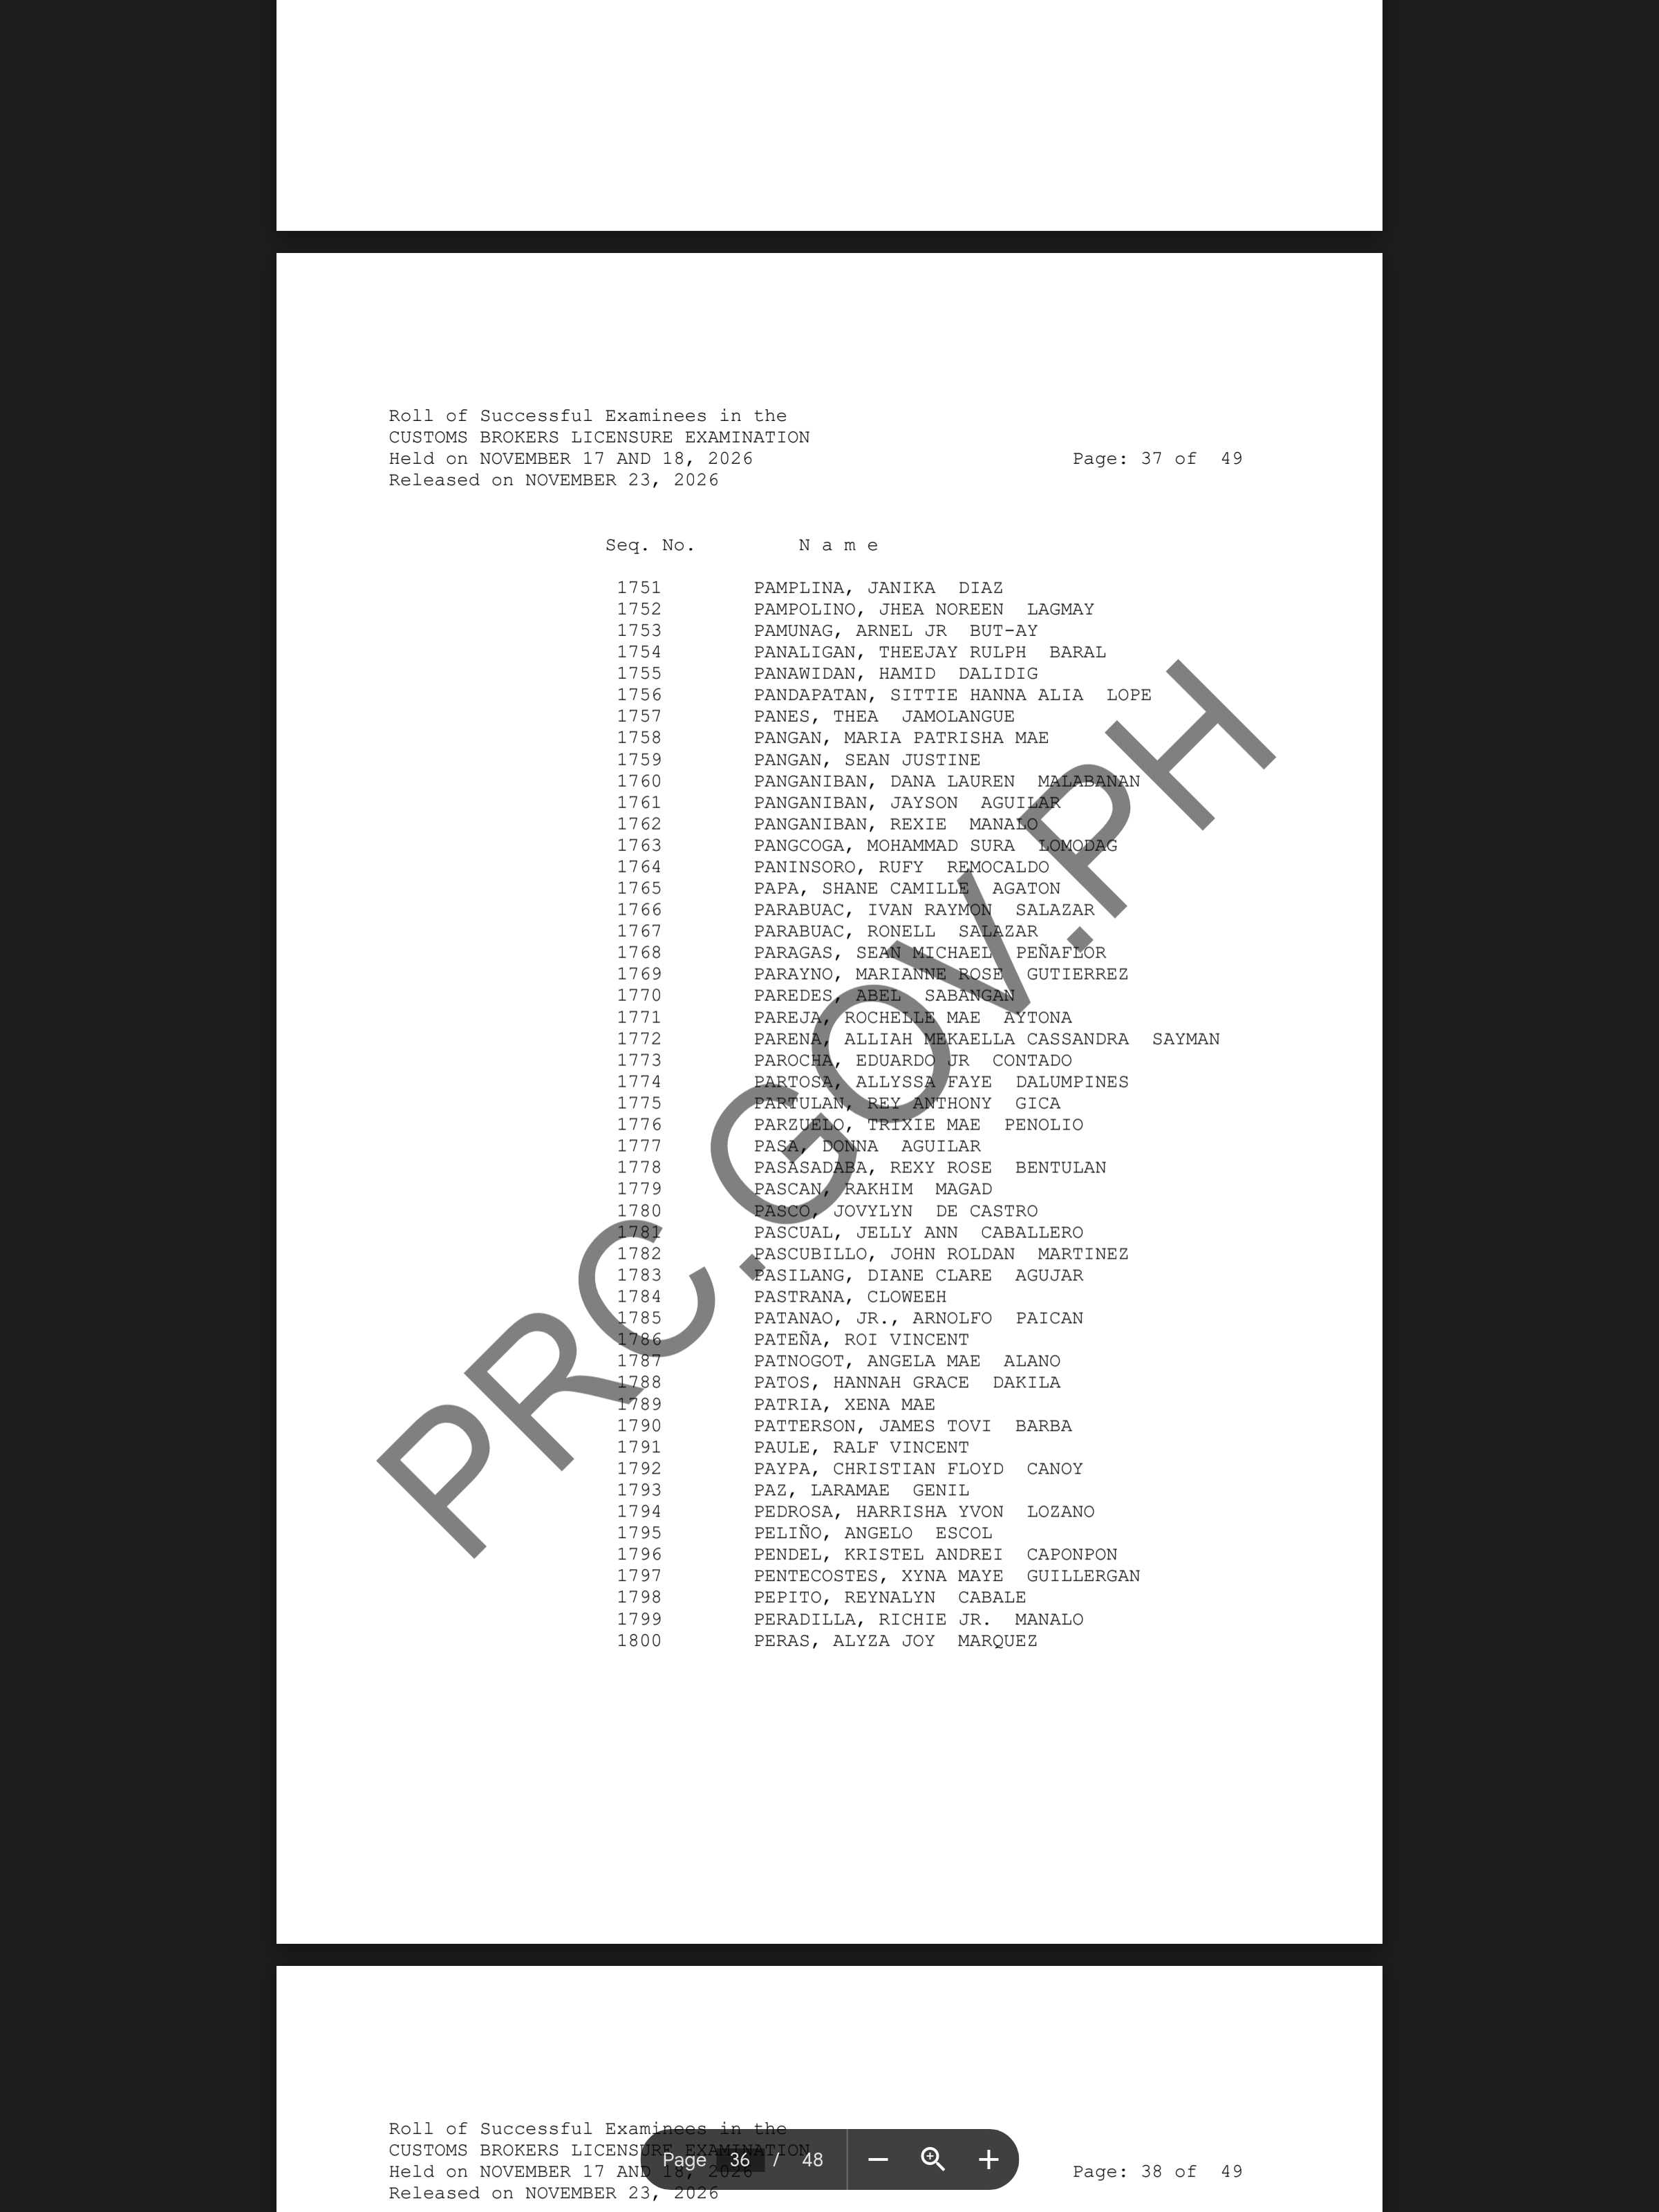 Roll of Successful Examinees in the
CUSTOMS BROKERS LICENSURE EXAMINATION
Held on NOVEMBER 17 AND 18, 2026 Page: 37 of 49
Released on NOVEMBER 23, 2026
Seq. No. N a m e
1751 PAMPLINA, JANIKA DIAZ
1752 PAMPOLINO, JHEA NOREEN LAGMAY
1753 PAMUNAG, ARNEL JR BUT-AY
1754 PANALIGAN, THEEJAY RULPH BARAL
1755 PANAWIDAN, HAMID DALIDIG
1756 PANDAPATAN, SITTIE HANNA ALIA LOPE
1757 PANES, THEA JAMOLANGUE
1758 PANGAN, MARIA PATRISHA MAE
1759 PANGAN, SEAN JUSTINE
1760 PANGANIBAN, DANA LAUREN MALABANAN
1761 PANGANIBAN, JAYSON AGUILAR
1762 PANGANIBAN, REXIE MANALO
1763 PANGCOGA, MOHAMMAD SURA LOMODAG
1764 PANINSORO, RUFY REMOCALDO
1765 PAPA, SHANE CAMILLE AGATON
1766 PARABUAC, IVAN RAYMON SALAZAR
1767 PARABUAC, RONELL SALAZAR
1768 PARAGAS, SEAN MICHAEL PEÑAFLOR
1769 PARAYNO, MARIANNE ROSE GUTIERREZ
1770 PAREDES, ABEL SABANGAN
1771 PAREJA, ROCHELLE MAE AYTONA
1772 PARENA, ALLIAH MEKAELLA CASSANDRA SAYMAN
1773 PAROCHA, EDUARDO JR CONTADO
1774 PARTOSA, ALLYSSA FAYE DALUMPINES
1775 PARTULAN, REY ANTHONY GICA
1776 PARZUELO, TRIXIE MAE PENOLIO
1777 PASA, DONNA AGUILAR
1778 PASASADABA, REXY ROSE BENTULAN
1779 PASCAN, RAKHIM MAGAD
1780 PASCO, JOVYLYN DE CASTRO
1781 PASCUAL, JELLY ANN CABALLERO
1782 PASCUBILLO, JOHN ROLDAN MARTINEZ
1783 PASILANG, DIANE CLARE AGUJAR
1784 PASTRANA, CLOWEEH
1785 PATANAO, JR., ARNOLFO PAICAN
1786 PATEÑA, ROI VINCENT
1787 PATNOGOT, ANGELA MAE ALANO
1788 PATOS, HANNAH GRACE DAKILA
1789 PATRIA, XENA MAE
1790 PATTERSON, JAMES TOVI BARBA
1791 PAULE, RALF VINCENT
1792 PAYPA, CHRISTIAN FLOYD CANOY
1793 PAZ, LARAMAE GENIL
1794 PEDROSA, HARRISHA YVON LOZANO
1795 PELIÑO, ANGELO ESCOL
1796 PENDEL, KRISTEL ANDREI CAPONPON
1797 PENTECOSTES, XYNA MAYE GUILLERGAN
1798 PEPITO, REYNALYN CABALE
1799 PERADILLA, RICHIE JR. MANALO
1800 PERAS, ALYZA JOY MARQUEZ
PRC.GOV.PH
Roll of Successful Examinees in the
CUSTOMS BROKERS LICENSURE EXAMINATION
Held on NOVEMBER 17 AND 18, 2026 Page: 38 of 49
Released on NOVEMBER 23, 2026
Page 36 / 48